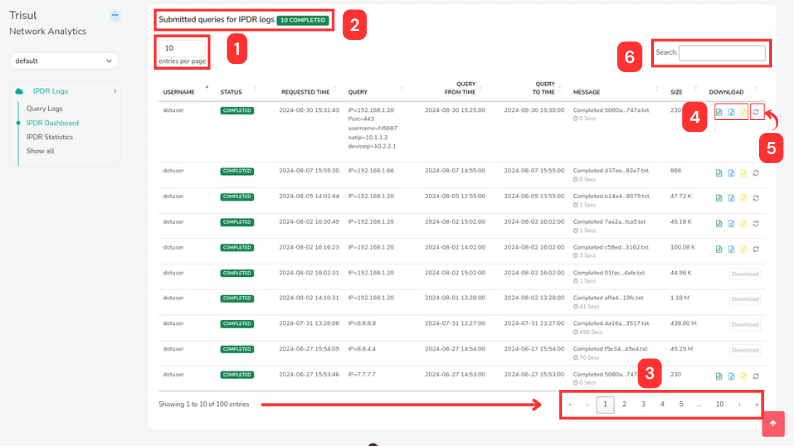 Trisul
Network Analytics
default
IPDR Logs
Query Logs
IPDR Dashboard
IPDR Statistics
Show all
Submitted queries for IPDR logs 10 COMPLETED
2
10
entries per page
1
6
Search:
USERNAME STATUS REQUESTED TIME QUERY QUERY FROM TIME QUERY TO TIME MESSAGE SIZE DOWNLOAD
dotuser COMPLETED 2024-08-30 15:31:43 IP=192.168.1.20 2024-08-30 15:25:00 2024-08-30 15:30:00 Completed 5680a...747a.txt 230
Port=443 0 Secs
username=hf5687
natip=10.1.1.2
deviceip=10.2.2.1
4
5
dotuser COMPLETED 2024-08-07 15:55:30 IP=192.168.1.66 2024-08-07 14:55:00 2024-08-07 15:55:00 Completed 437ee...82e7.txt 866
0 Secs
dotuser COMPLETED 2024-08-05 14:02:44 IP=192.168.1.20 2024-08-05 12:55:00 2024-08-05 13:55:00 Completed b14a4...8079.txt 47.72 K
1 Secs
dotuser COMPLETED 2024-08-02 16:30:49 IP=192.168.1.20 2024-08-02 15:02:00 2024-08-02 16:02:00 Completed 7aa2a...fca9.txt 45.18 K
1 Secs
dotuser COMPLETED 2024-08-02 16:16:23 IP=192.168.1.20 2024-08-02 14:02:00 2024-08-02 16:02:00 Completed c58ed...3162.txt 100.08 K
3 Secs
dotuser COMPLETED 2024-08-02 16:02:31 IP=192.168.1.20 2024-08-02 15:02:00 2024-08-02 16:02:00 Completed 01fac...4afe.txt 44.96 K Download
1 Secs
dotuser COMPLETED 2024-08-02 14:10:31 IP=192.168.1.20 2024-08-01 13:28:00 2024-08-02 13:28:00 Completed affa4...19fc.txt 1.18 M Download
41 Secs
dotuser COMPLETED 2024-07-31 13:28:06 IP=8.8.8.8 2024-07-31 12:27:00 2024-07-31 13:27:00 Completed 4a16a...3517.txt 438.60 M Download
456 Secs
dotuser COMPLETED 2024-06-27 15:54:09 IP=8.8.4.4 2024-06-27 14:54:00 2024-06-27 15:54:00 Completed f5e34...49e4.txt 45.25 M Download
70 Secs
dotuser COMPLETED 2024-06-27 15:53:46 IP=7.7.7.7 2024-06-27 14:53:00 2024-06-27 15:53:00 Completed 5080a...747 230
0 Secs
3
Showing 1 to 10 of 100 entries
« ‹ 1 2 3 4 5 ... 10 › »